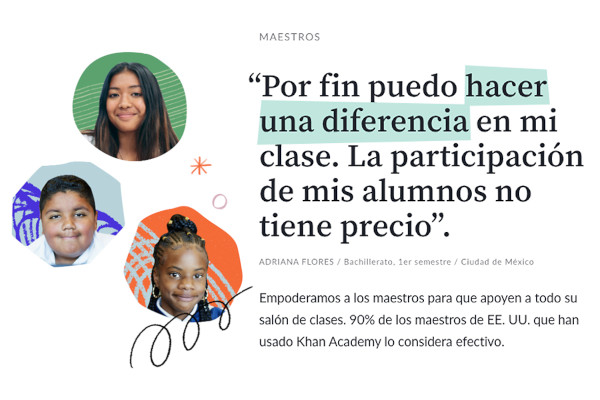 MAESTROS
“Por fin puedo hacer
una diferencia en mi
clase. La participación
de mis alumnos no
tiene precio”.
ADRIANA FLORES / Bachillerato, 1er semestre / Ciudad de México
Empoderamos a los maestros para que apoyen a todo su
salón de clases. 90% de los maestros de EE. UU. que han
usado Khan Academy lo considera efectivo.